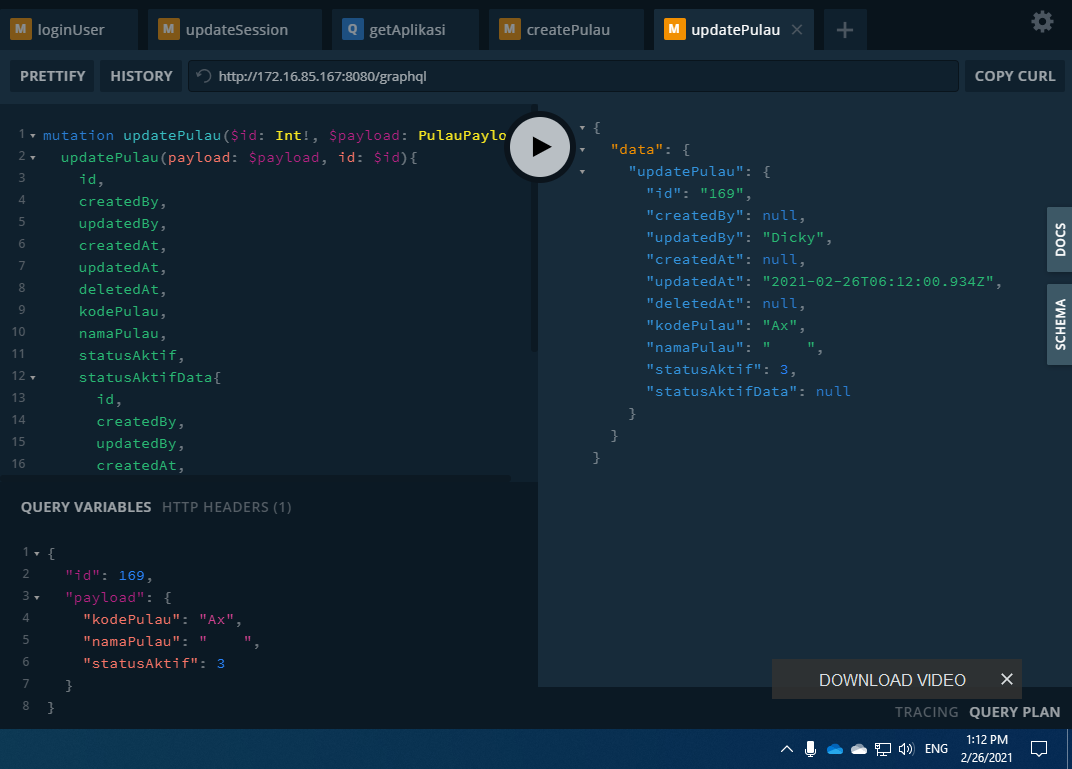 M loginUser
M updateSession
Q getAplikasi
M createPulau
M updatePulau
PRETTIFY
HISTORY
http://172.16.85.167:8080/graphql
COPY CURL
1 mutation updatePulau($id: Int!, $payload: PulauPaylo
2 updatePulau(payload: $payload, id: $id){
3 id,
4 createdBy,
5 updatedBy,
6 createdAt,
7 updatedAt,
8 deletedAt,
9 kodePulau,
10 namaPulau,
11 statusAktif,
12 statusAktifData{
13 id,
14 createdBy,
15 updatedBy,
16 createdAt,
{
"data": {
"updatePulau": {
"id": "169",
"createdBy": null,
"updatedBy": "Dicky",
"createdAt": null,
"updatedAt": "2021-02-26T06:12:00.934Z",
"deletedAt": null,
"kodePulau": "Ax",
"namaPulau": "    ",
"statusAktif": 3,
"statusAktifData": null
}
}
}
DOCS
SCHEMA
QUERY VARIABLES HTTP HEADERS (1)
1 {
2 "id": 169,
3 "payload": {
4 "kodePulau": "Ax",
5 "namaPulau": "    ",
6 "statusAktif": 3
7 }
8 }
DOWNLOAD VIDEO
TRACING QUERY PLAN
ENG
1:12 PM
2/26/2021